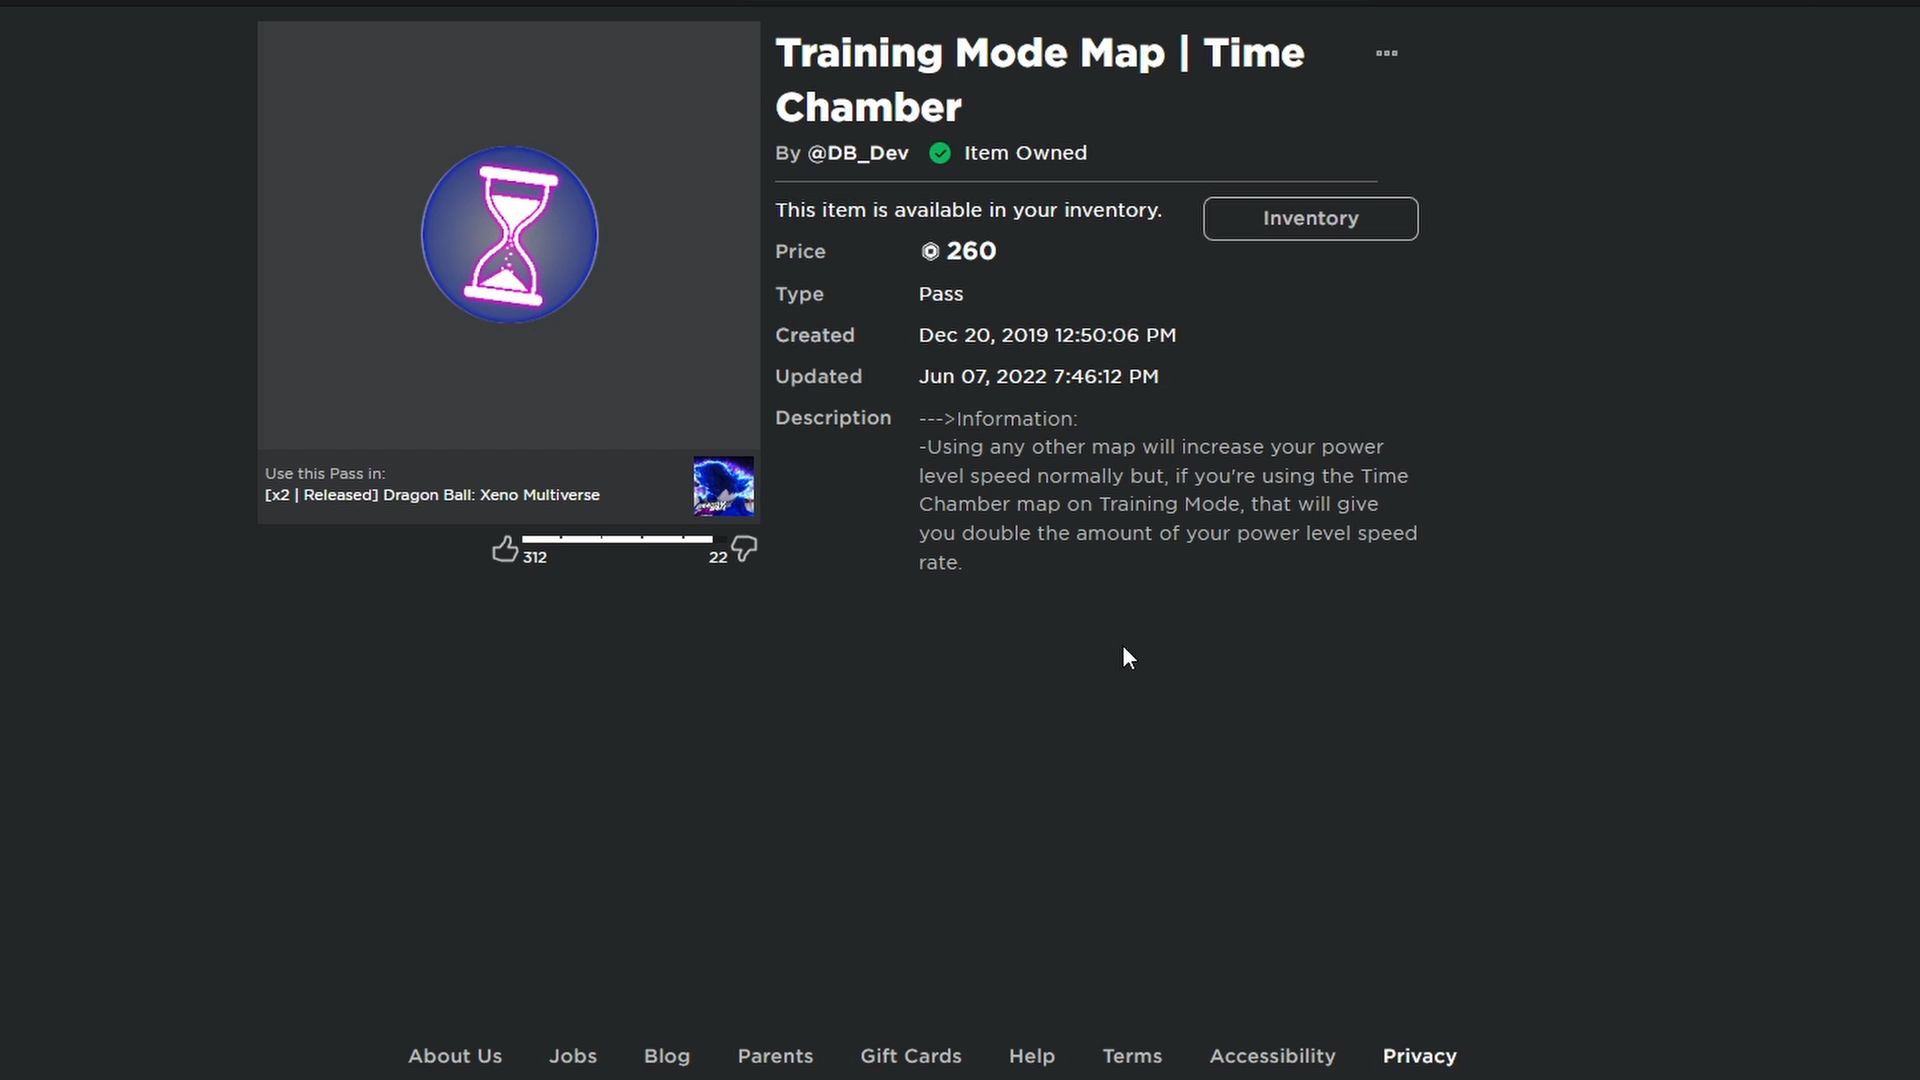 Training Mode Map | Time
Chamber
By @DB_Dev Item Owned
This item is available in your inventory.
Inventory
Price 260
Type Pass
Created Dec 20, 2019 12:50:06 PM
Updated Jun 07, 2022 7:46:12 PM
Description --->Information:
-Using any other map will increase your power
level speed normally but, if you're using the Time
Chamber map on Training Mode, that will give
you double the amount of your power level speed
rate.
Use this Pass in:
[x2 | Released] Dragon Ball: Xeno Multiverse
312 22
About Us Jobs Blog Parents Gift Cards Help Terms Accessibility Privacy